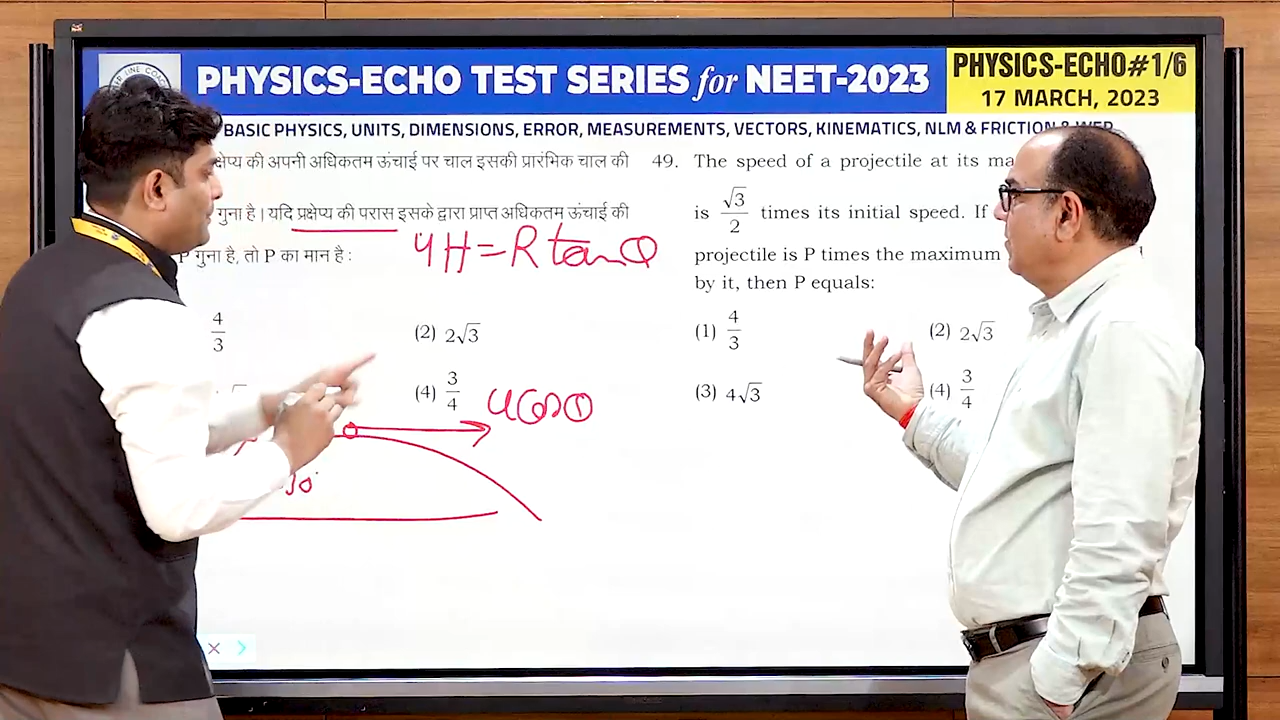 PHYSICS-ECHO TEST SERIES for NEET-2023
PHYSICS-ECHO#1/6
17 MARCH, 2023
BASIC PHYSICS, UNITS, DIMENSIONS, ERROR, MEASUREMENTS, VECTORS, KINEMATICS, NLM & FRICTION & WEP
की अपनी अधिकतम ऊंचाई पर चाल इसकी प्रारंभिक चाल की
गुना है। यदि प्रक्षेप्य की परास इसके द्वारा प्राप्त अधिकतम ऊंचाई की
P गुना है, तो P का मान है :
4H = R tan θ
4/3
(2) 2√3
(4) 3/4
u cos θ
49. The speed of a projectile at its
is √3/2 times its initial speed. If
projectile is P times the maximum
by it, then P equals:
(1) 4/3
(2) 2√3
(3) 4√3
(4) 3/4